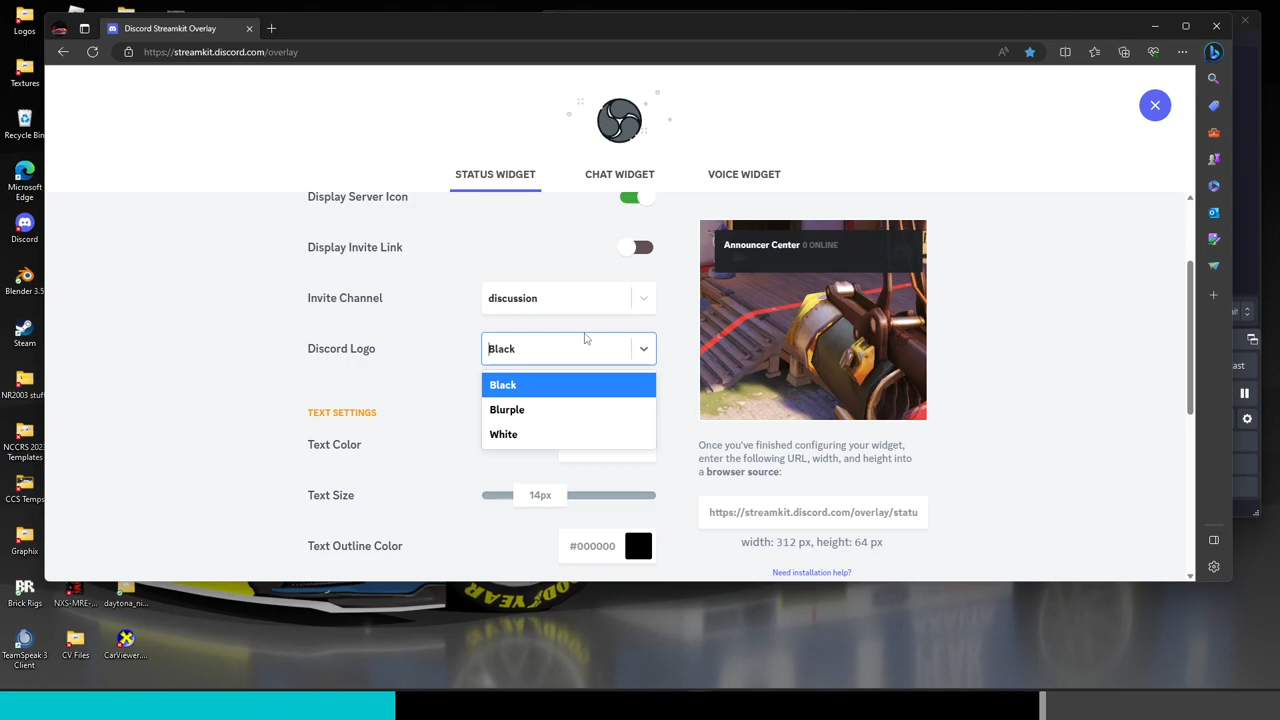 Logos
Textures
Recycle Bin
Microsoft
Edge
Discord
Blender 3.5
Steam
NR2003 stuff
NCCRS 2023
CCS Temps
Graphix
Brick Rigs
NXS-MRE-...
daytona_ni...
TeamSpeak 3
Client
CV Files
CarViewer....
Discord Streamkit Overlay
https://streamkit.discord.com/overlay
STATUS WIDGET
CHAT WIDGET
VOICE WIDGET
Display Server Icon
Display Invite Link
Invite Channel
discussion
Discord Logo
Black
Black
Blurple
White
TEXT SETTINGS
Text Color
Text Size
14px
Text Outline Color
#000000
Announcer Center 0 ONLINE
Once you've finished configuring your widget,
enter the following URL, width, and height into
a browser source:
https://streamkit.discord.com/overlay/statu
width: 312 px, height: 64 px
Need installation help?